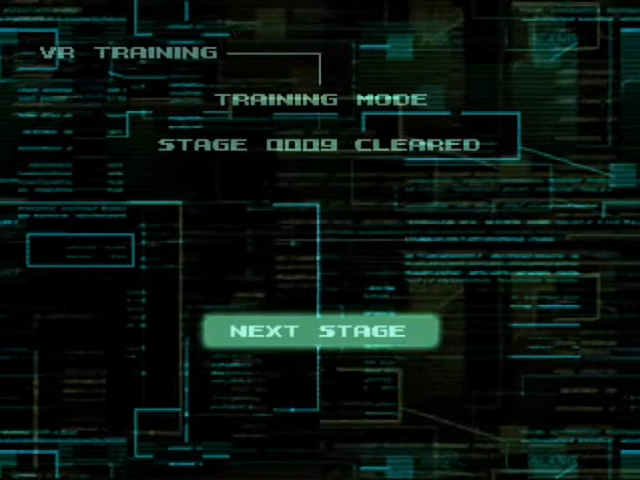 VR TRAINING
TRAINING MODE
STAGE 0009 CLEARED
NEXT STAGE